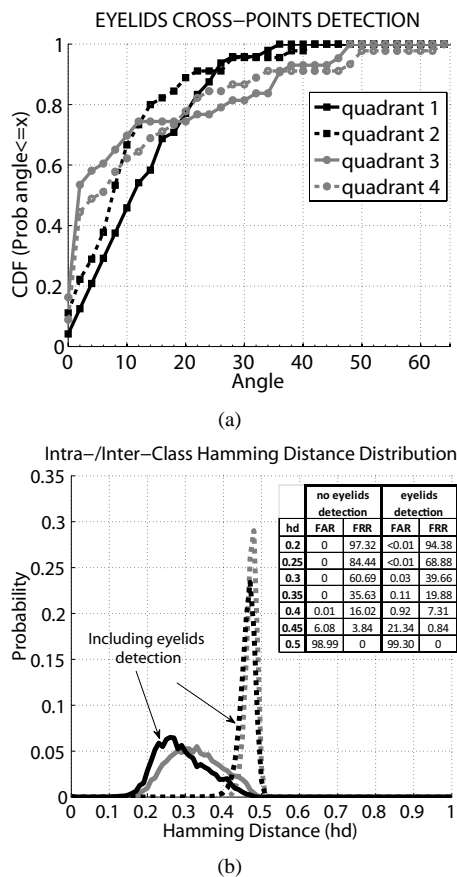 EYELIDS CROSS−POINTS DETECTION
CDF (Prob angle<=x)
1
0.8
0.6
0.4
0.2
0
quadrant 1
quadrant 2
quadrant 3
quadrant 4
0 10 20 30 40 50 60
Angle
(a)
Intra−/Inter−Class Hamming Distance Distribution
Probability
0.35
0.3
0.25
0.2
0.15
0.1
0.05
0
Including eyelids
detection
no eyelids detection eyelids detection
hd FAR FRR FAR FRR
0.2 0 97.32 <0.01 94.38
0.25 0 84.44 <0.01 68.88
0.3 0 60.69 0.03 39.66
0.35 0 35.63 0.11 19.88
0.4 0.01 16.02 0.92 7.31
0.45 6.08 3.84 21.34 0.84
0.5 98.99 0 99.30 0
0 0.1 0.2 0.3 0.4 0.5 0.6 0.7 0.8 0.9 1
Hamming Distance (hd)
(b)